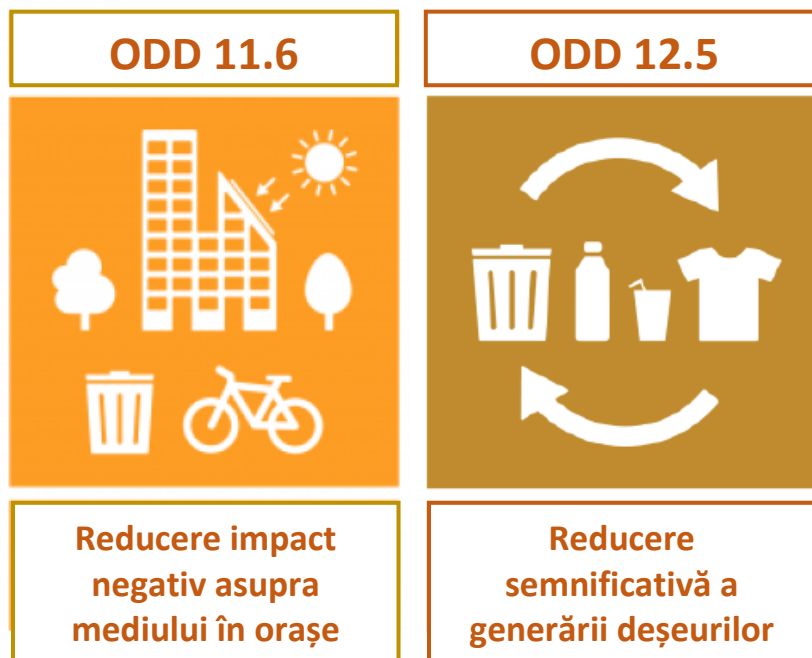 ODD 11.6
ODD 12.5
Reducere impact
negativ asupra
mediului în orașe
Reducere
semnificativă a
generării deșeurilor